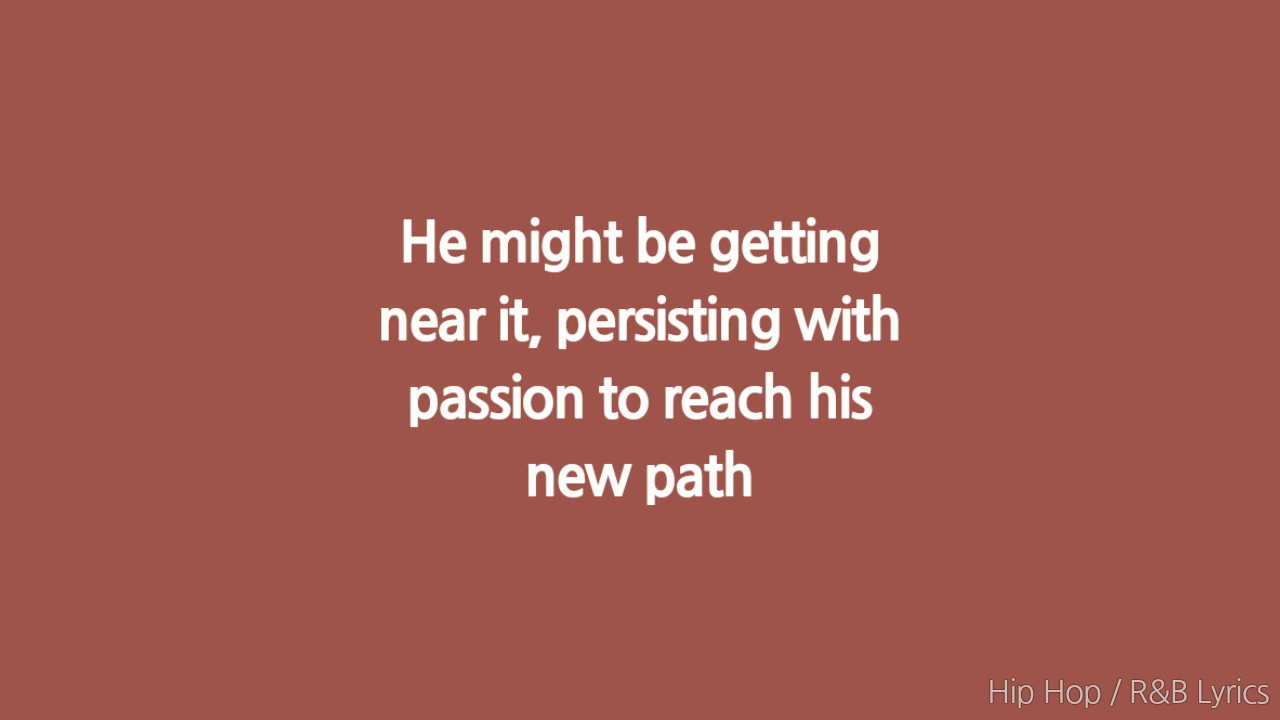 He might be getting
near it, persisting with
passion to reach his
new path
Hip Hop / R&B Lyrics